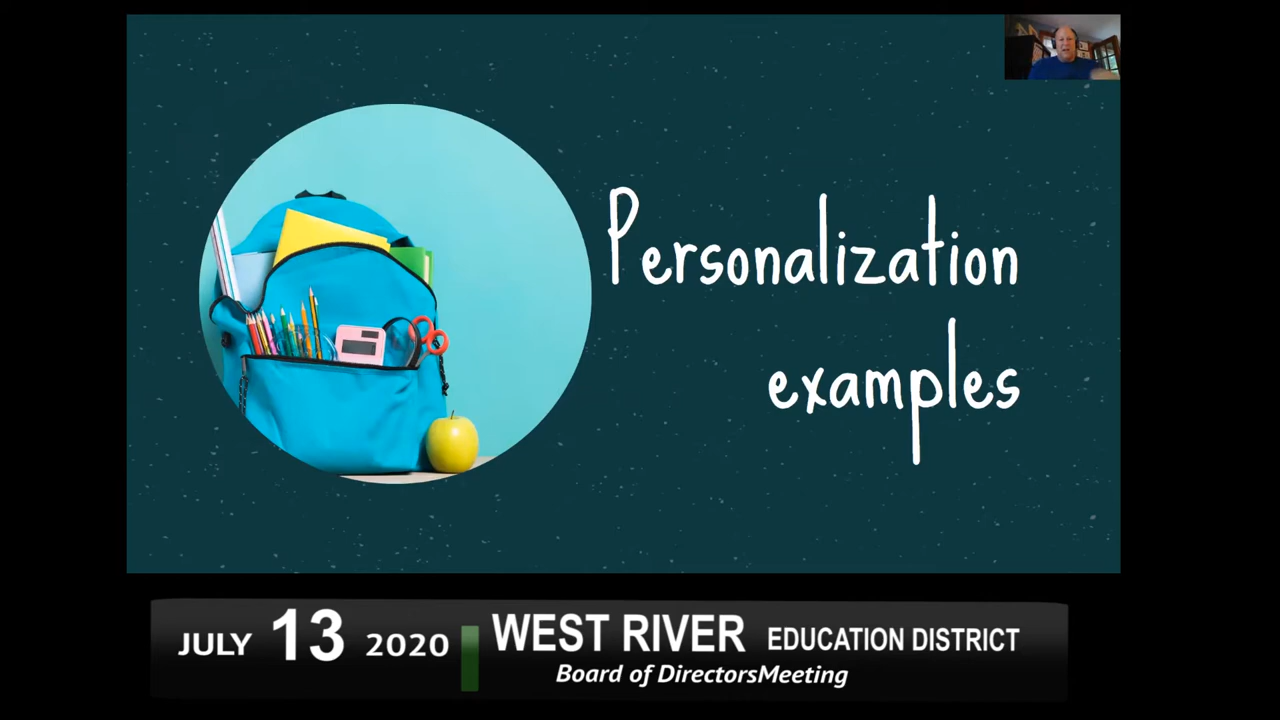 Personalization
examples
JULY 13 2020
WEST RIVER EDUCATION DISTRICT
Board of DirectorsMeeting